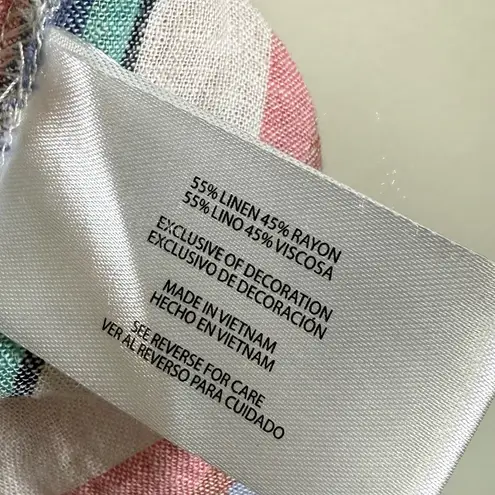 55% LINEN 45% RAYON
55% LINO 45% VISCOSA
EXCLUSIVE OF DECORATION
EXCLUSIVO DE DECORACIÓN
MADE IN VIETNAM
HECHO EN VIETNAM
SEE REVERSE FOR CARE
VER AL REVERSO PARA CUIDADO